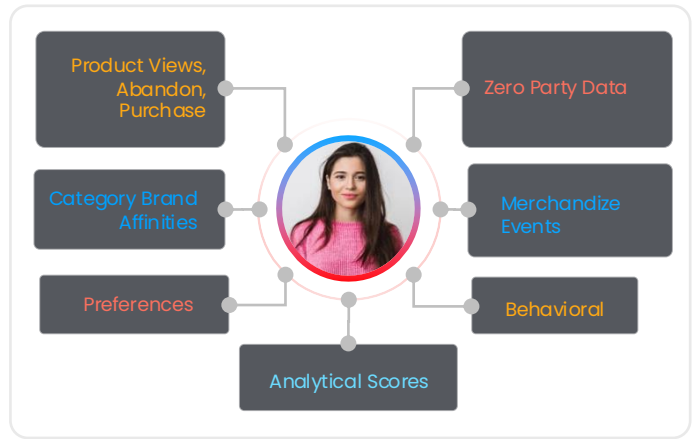 Product Views,
Abandon,
Purchase
Zero Party Data
Category Brand
Affinities
Merchandize
Events
Preferences
Behavioral
Analytical Scores